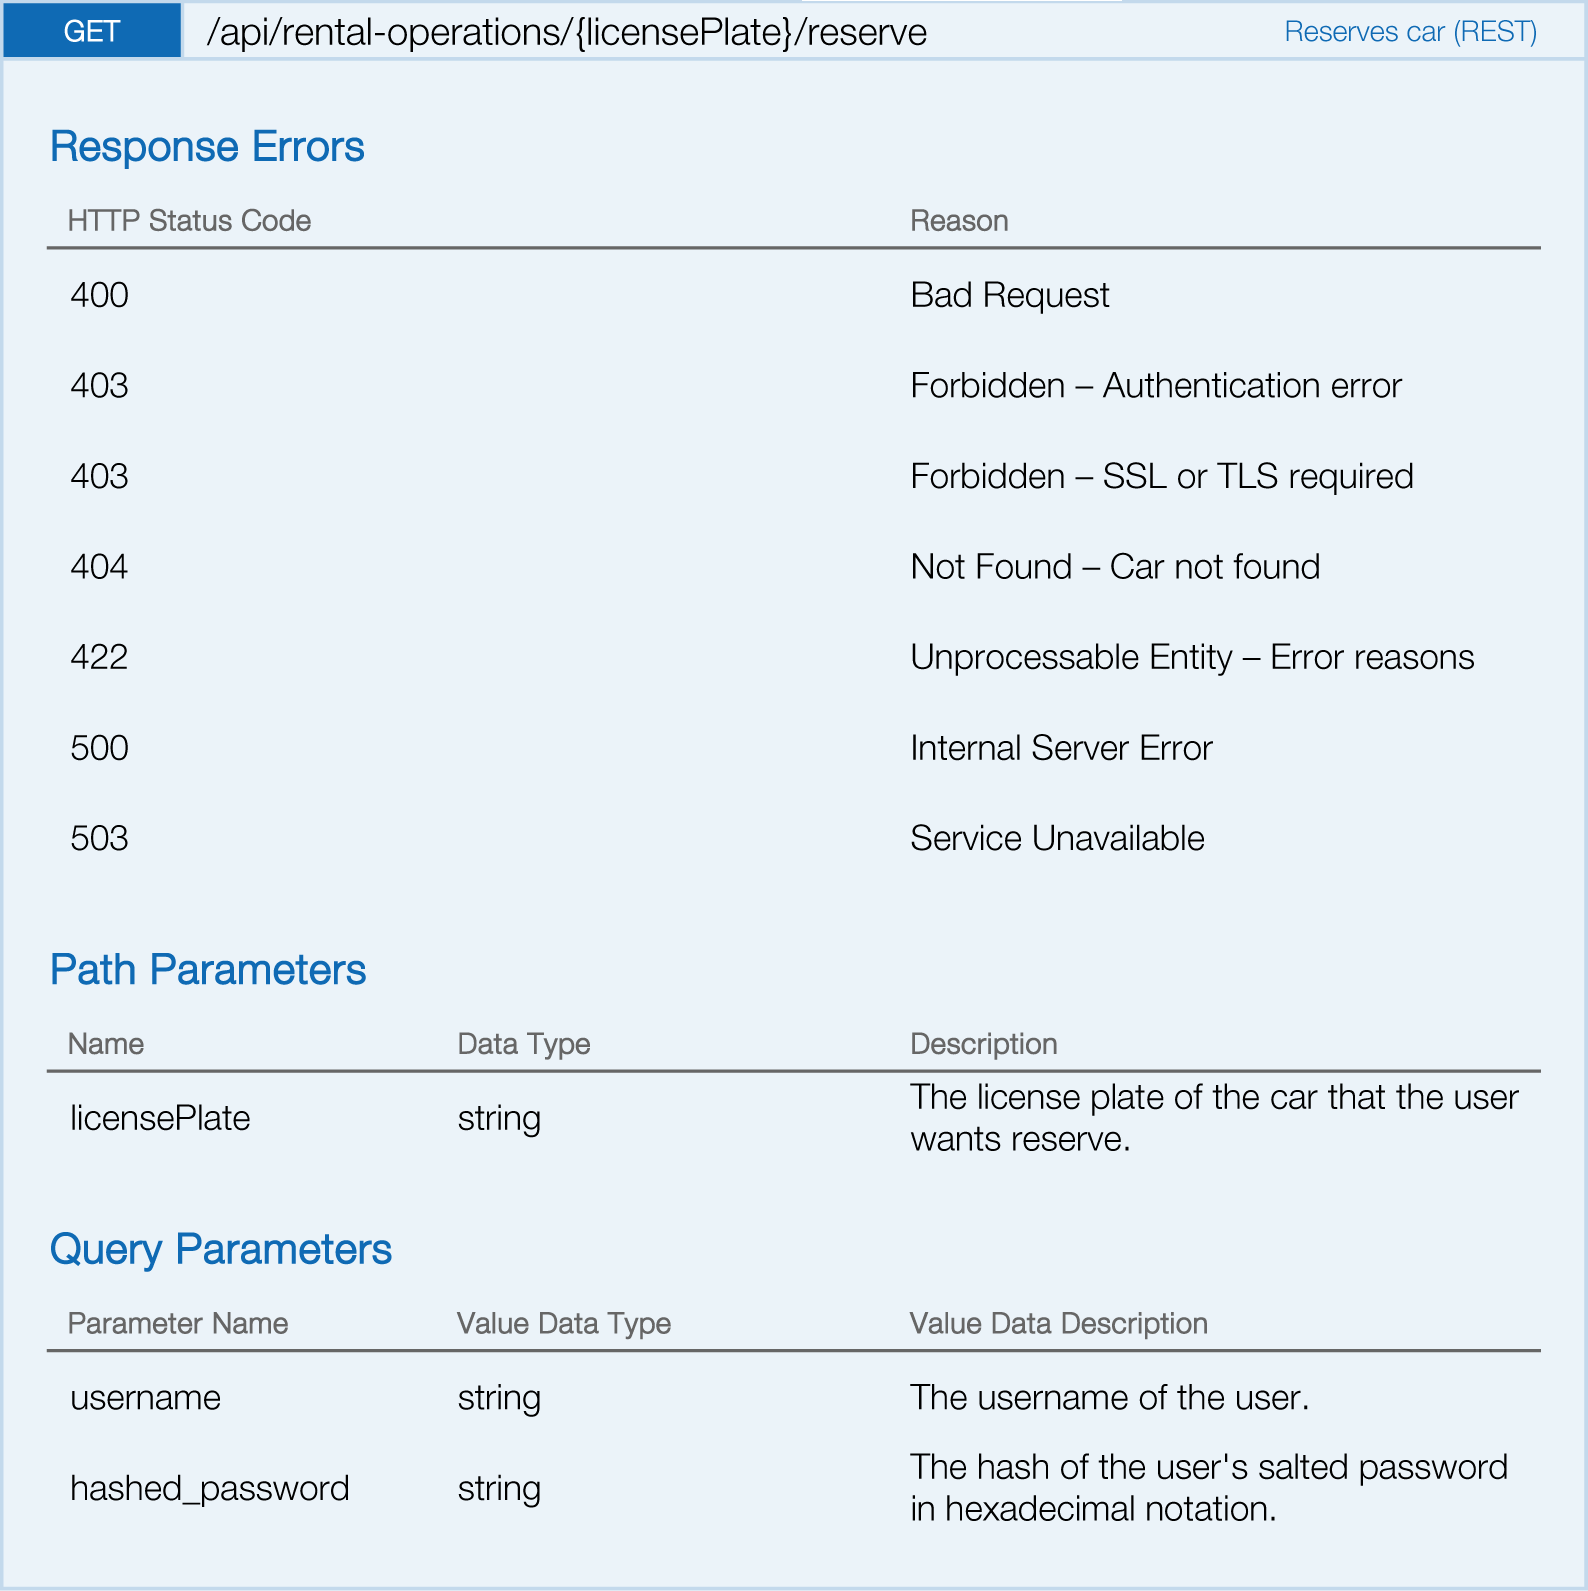 GET /api/rental-operations/{licensePlate}/reserve Reserves car (REST)
Response Errors
HTTP Status Code Reason
400 Bad Request
403 Forbidden – Authentication error
403 Forbidden – SSL or TLS required
404 Not Found – Car not found
422 Unprocessable Entity – Error reasons
500 Internal Server Error
503 Service Unavailable
Path Parameters
Name Data Type Description
licensePlate string The license plate of the car that the user
wants reserve.
Query Parameters
Parameter Name Value Data Type Value Data Description
username string The username of the user.
hashed_password string The hash of the user's salted password
in hexadecimal notation.